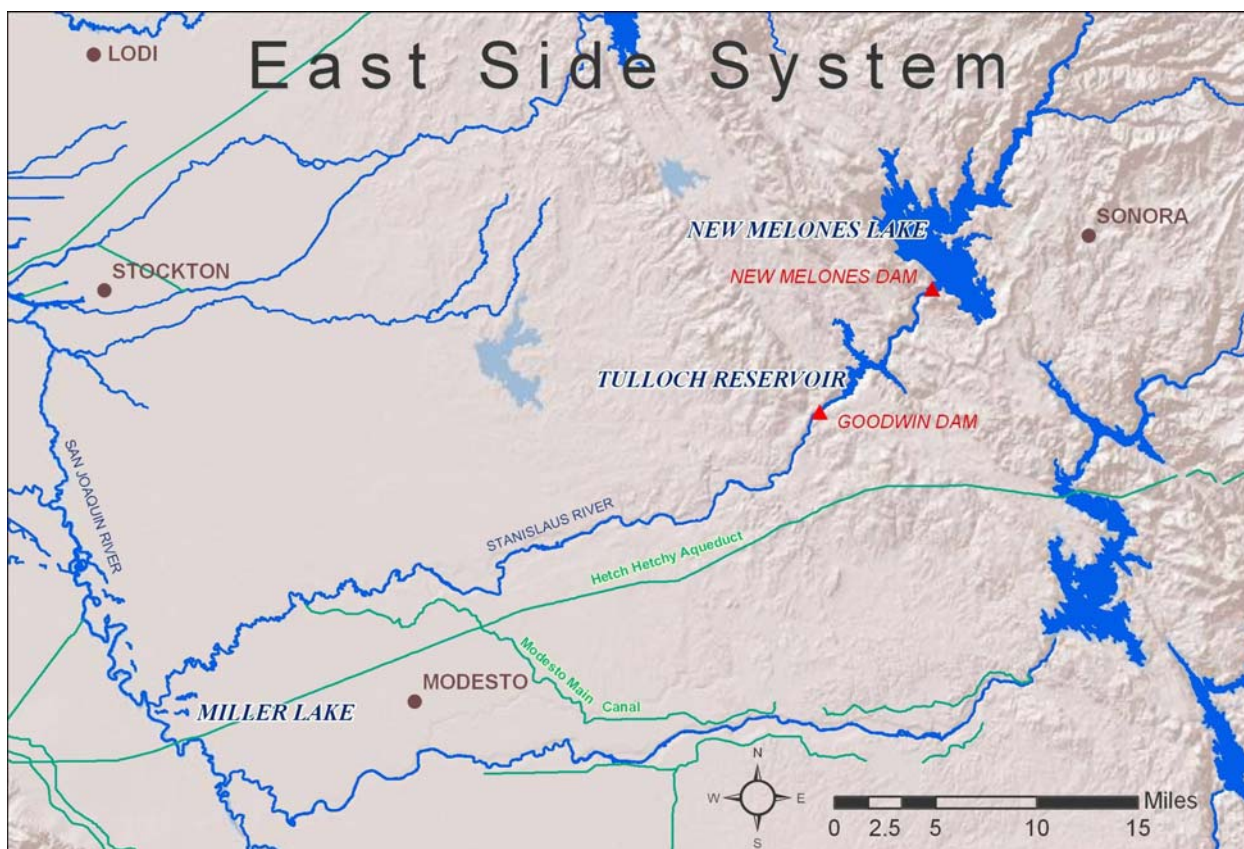 East Side System
LODI
SONORA
NEW MELONES LAKE
STOCKTON
NEW MELONES DAM
TULLOCH RESERVOIR
GOODWIN DAM
SAN JOAQUIN RIVER
STANISLAUS RIVER
Hetch Hetchy Aqueduct
Modesto Main
Canal
MODESTO
MILLER LAKE
N
W E
S
Miles
0 2.5 5 10 15